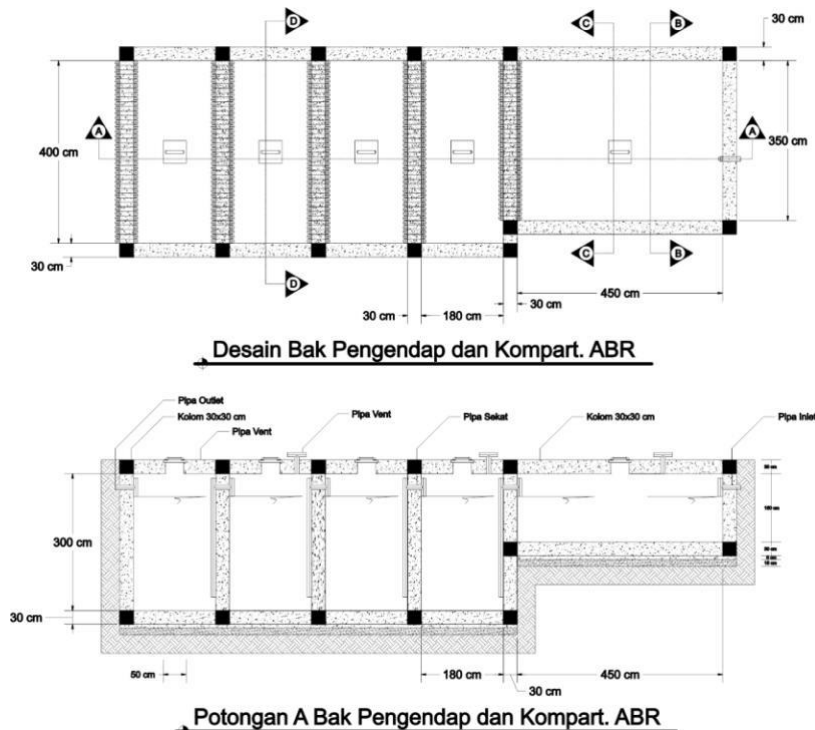 D
C
B
30 cm
A
A
400 cm
350 cm
30 cm
D
C
B
450 cm
30 cm
180 cm
30 cm
Desain Bak Pengendap dan Kompart. ABR
Pipa Outlet
Kolom 30x30 cm
Pipa Vent
Pipa Vent
Pipa Sekat
Kolom 30x30 cm
Pipa Inlet
300 cm
30 cm
50 cm
180 cm
450 cm
30 cm
Potongan A Bak Pengendap dan Kompart. ABR